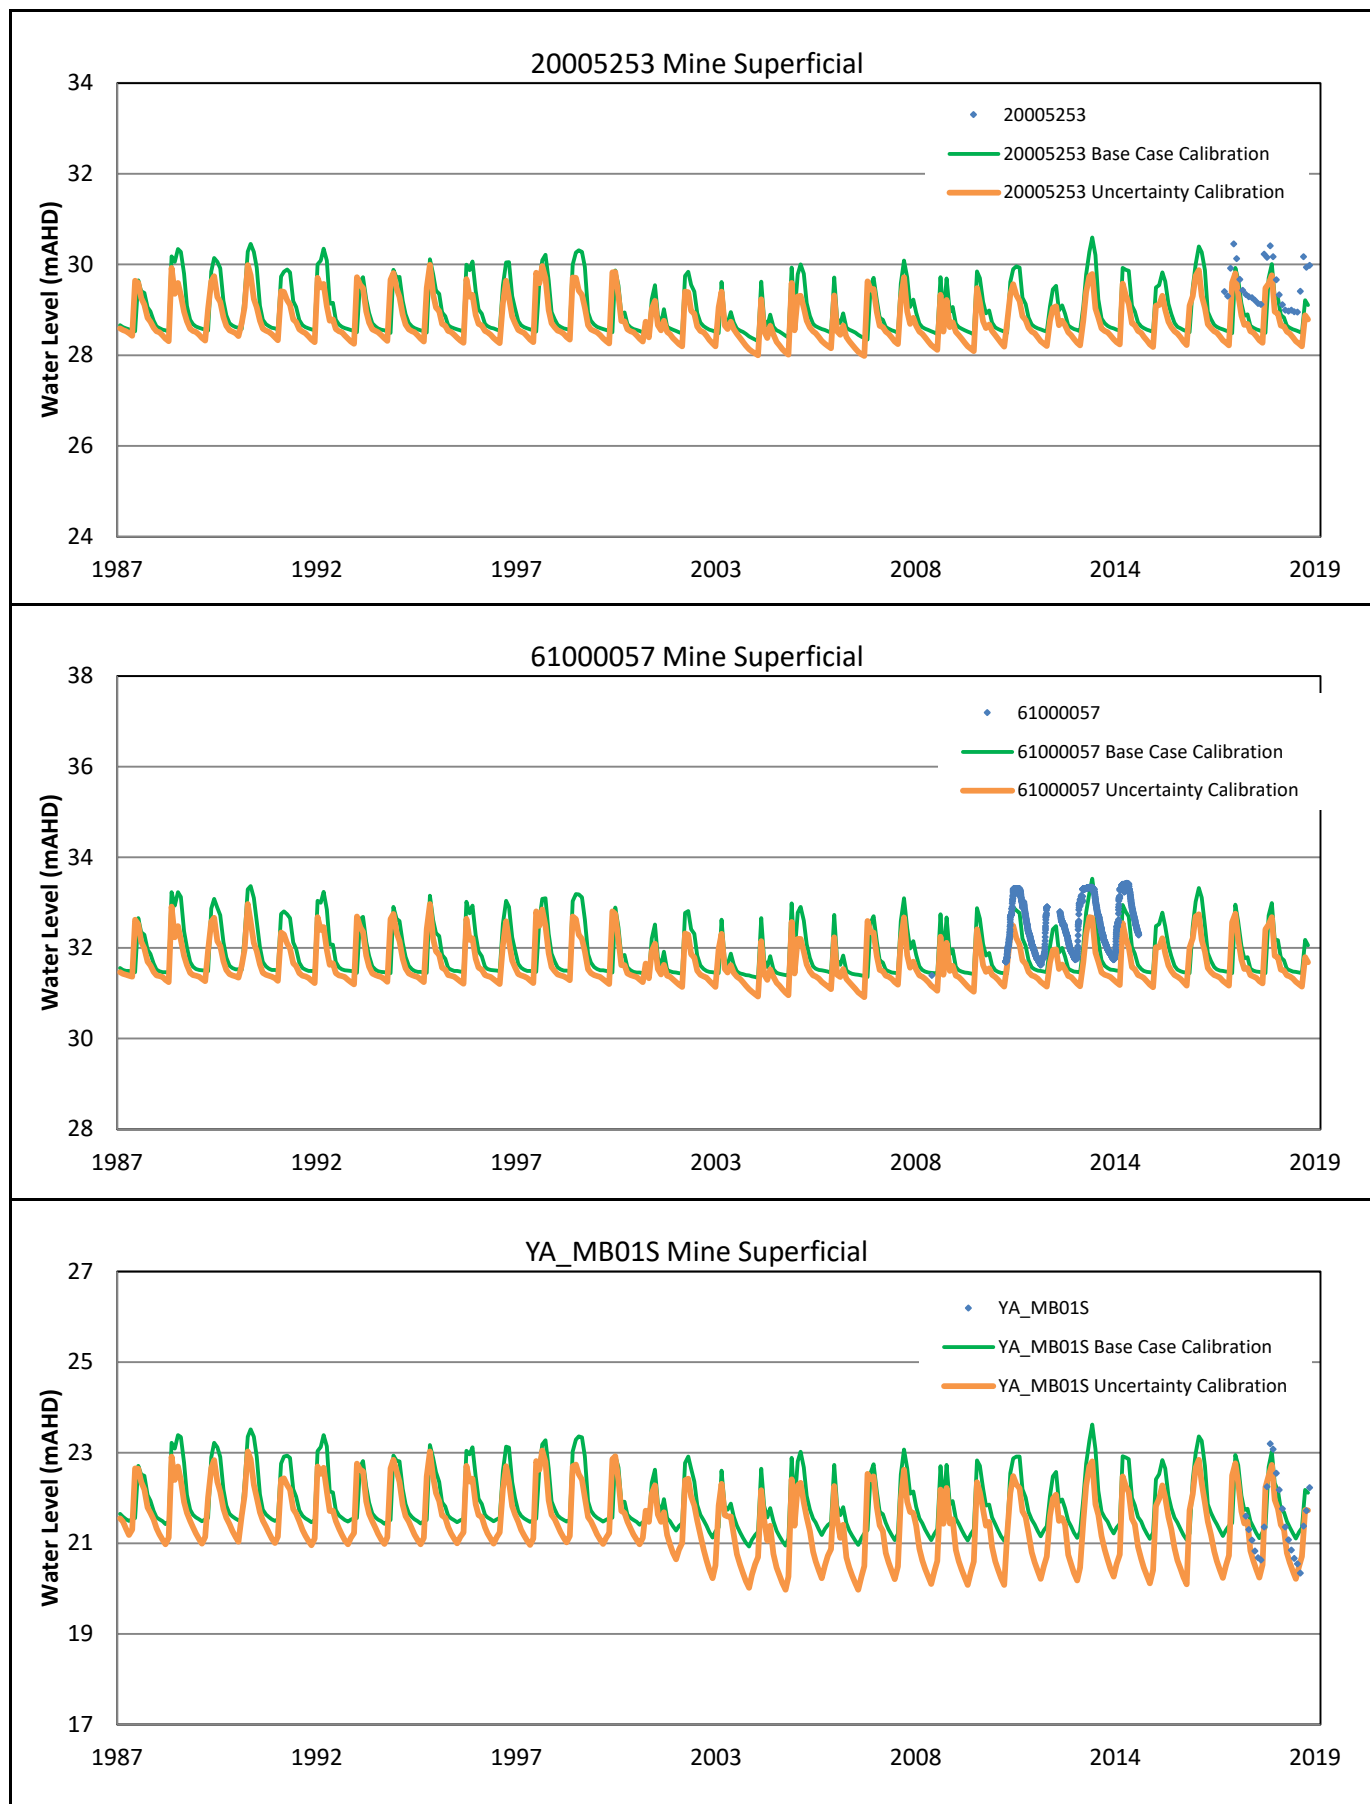 20005253 Mine Superficial
34
32
30
28
26
24
Water Level (mAHD)
20005253
20005253 Base Case Calibration
20005253 Uncertainty Calibration
1987 1992 1997 2003 2008 2014 2019
61000057 Mine Superficial
38
36
34
32
30
28
Water Level (mAHD)
61000057
61000057 Base Case Calibration
61000057 Uncertainty Calibration
1987 1992 1997 2003 2008 2014 2019
YA_MB01S Mine Superficial
27
25
23
21
19
17
Water Level (mAHD)
YA_MB01S
YA_MB01S Base Case Calibration
YA_MB01S Uncertainty Calibration
1987 1992 1997 2003 2008 2014 2019